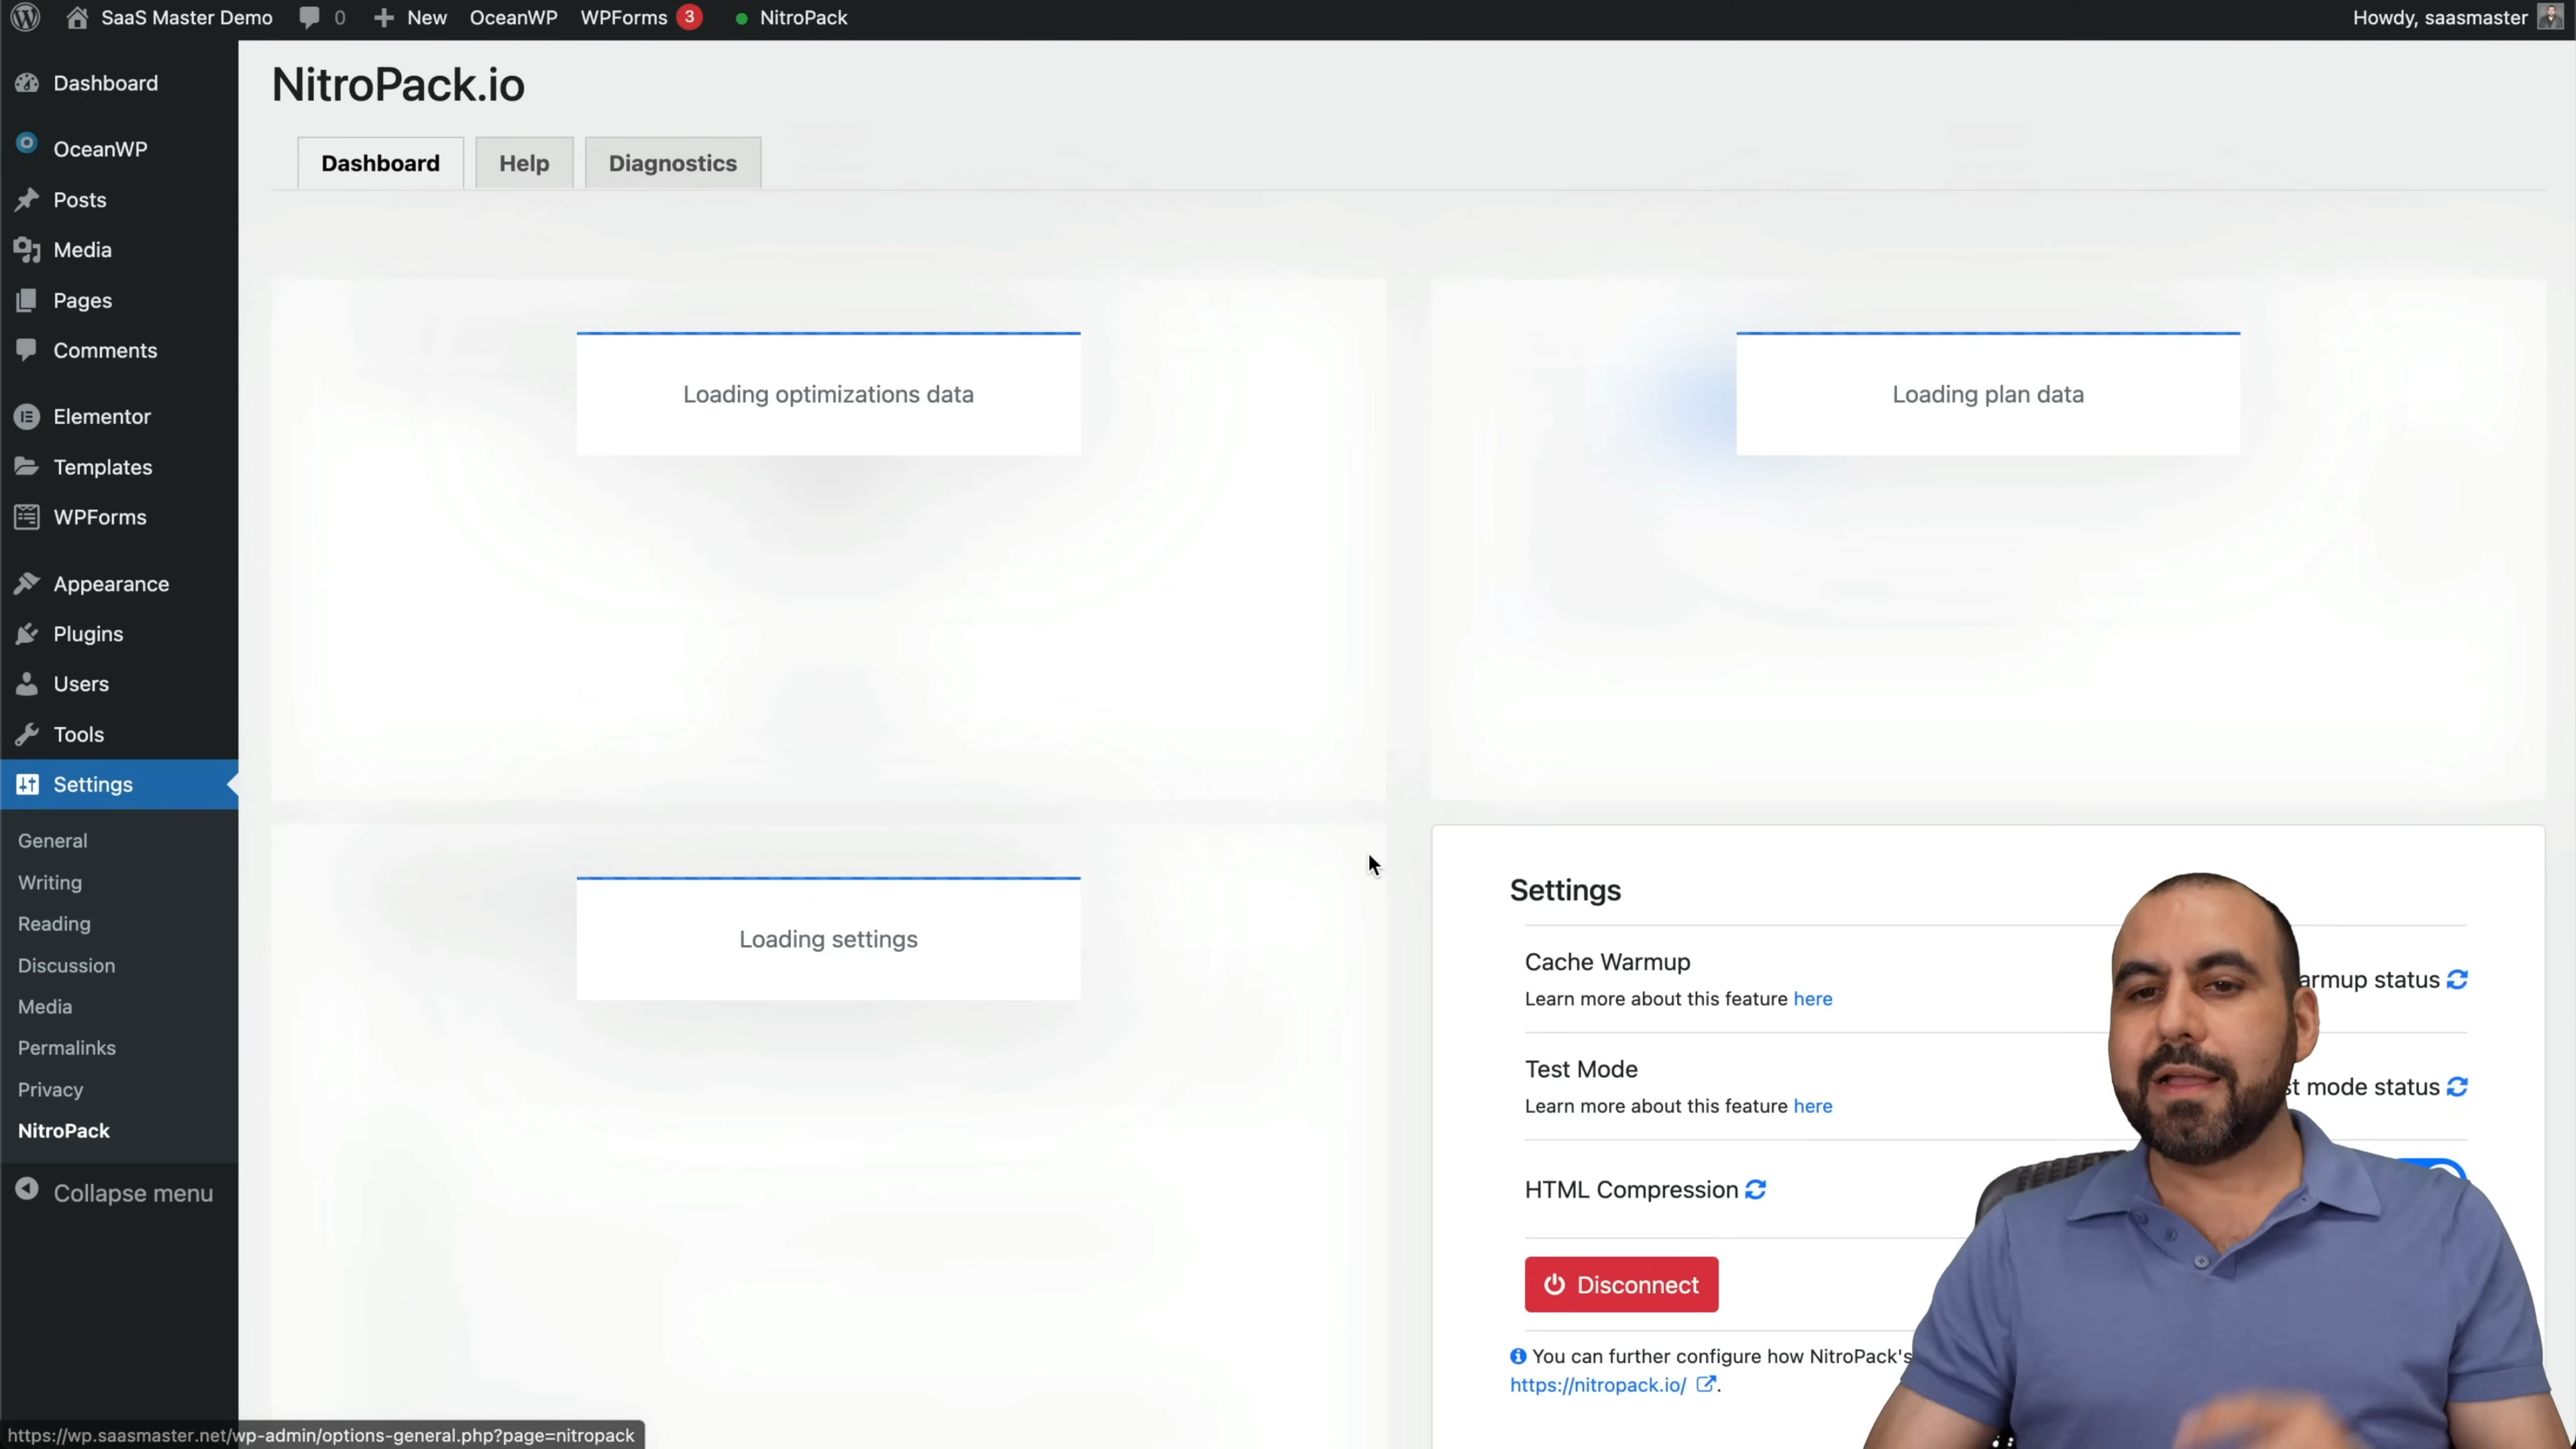 SaaS Master Demo 0 New OceanWP WPForms 3 NitroPack Howdy, saasmaster
Dashboard
OceanWP
Posts
Media
Pages
Comments
Elementor
Templates
WPForms
Appearance
Plugins
Users
Tools
Settings
General
Writing
Reading
Discussion
Media
Permalinks
Privacy
NitroPack
Collapse menu
NitroPack.io
Dashboard Help Diagnostics
Loading optimizations data
Loading plan data
Loading settings
Settings
Cache Warmup
Learn more about this feature here
status
Test Mode
Learn more about this feature here
mode status
HTML Compression
Disconnect
You can further configure how NitroPack's
https://nitropack.io/ .
https://wp.saasmaster.net/wp-admin/options-general.php?page=nitropack